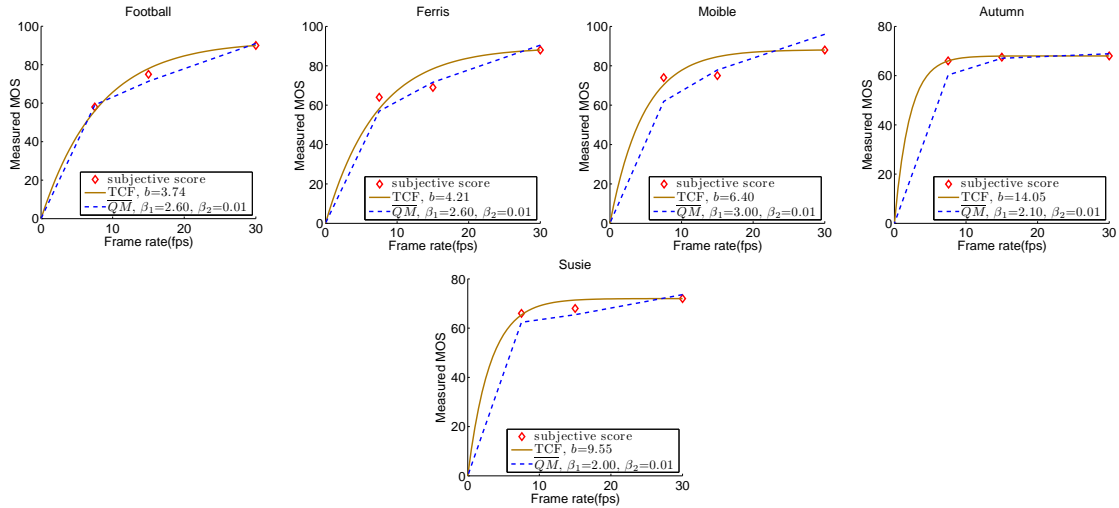 Football
100
80
60
40
20
0
0 10 20 30
Measured MOS
Frame rate(fps)
subjective score
TCF, b=3.74
QM, β1=2.60, β2=0.01
Ferris
100
80
60
40
20
0
0 10 20 30
Measured MOS
Frame rate(fps)
subjective score
TCF, b=4.21
QM, β1=2.60, β2=0.01
Moible
100
80
60
40
20
0
0 10 20 30
Measured MOS
Frame rate(fps)
subjective score
TCF, b=6.40
QM, β1=3.00, β2=0.01
Autumn
80
60
40
20
0
0 10 20 30
Measured MOS
Frame rate(fps)
subjective score
TCF, b=14.05
QM, β1=2.10, β2=0.01
Susie
80
60
40
20
0
0 10 20 30
Measured MOS
Frame rate(fps)
subjective score
TCF, b=9.55
QM, β1=2.00, β2=0.01